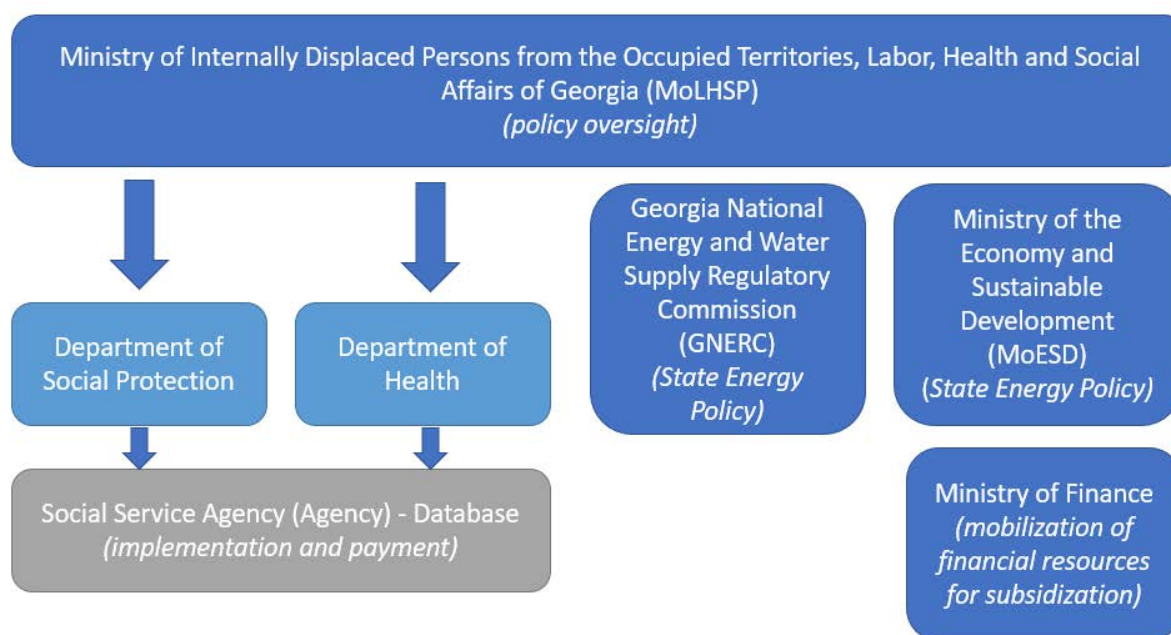 Ministry of Internally Displaced Persons from the Occupied Territories, Labor, Health and Social
Affairs of Georgia (MoLHSP)
(policy oversight)
Department of
Social Protection
Department of
Health
Georgia National
Energy and Water
Supply Regulatory
Commission
(GNERC)
(State Energy
Policy)
Ministry of the
Economy and
Sustainable
Development
(MoESD)
(State Energy Policy)
Social Service Agency (Agency) - Database
(implementation and payment)
Ministry of Finance
(mobilization of
financial resources
for subsidization)